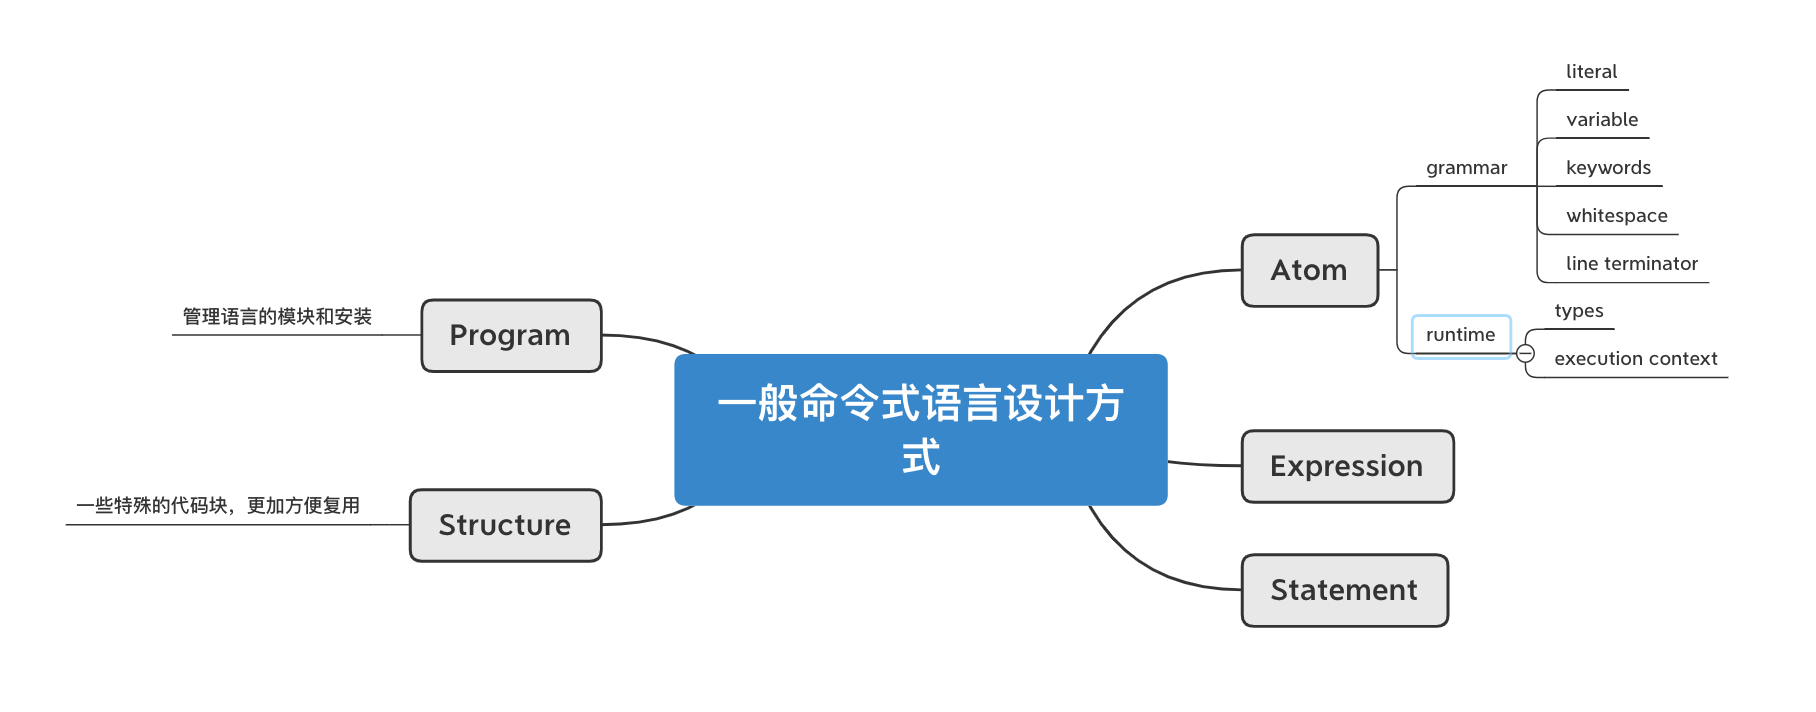 一般命令式语言设计方
式
Atom
grammar
literal
variable
keywords
whitespace
line terminator
runtime
types
execution context
Expression
Statement
Program
管理语言的模块和安装
Structure
一些特殊的代码块，更加方便复用